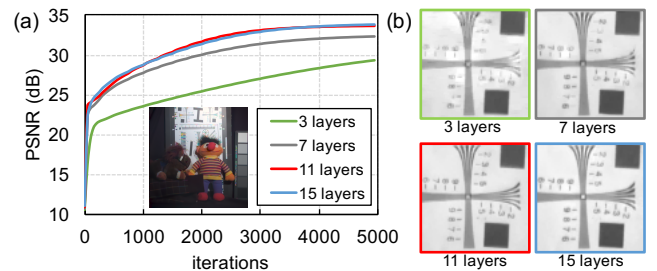 (a)
PSNR (dB)
35
30
25
20
15
10
0
1000
2000
3000
4000
5000
iterations
3 layers
7 layers
11 layers
15 layers
(b)
3 layers
7 layers
11 layers
15 layers